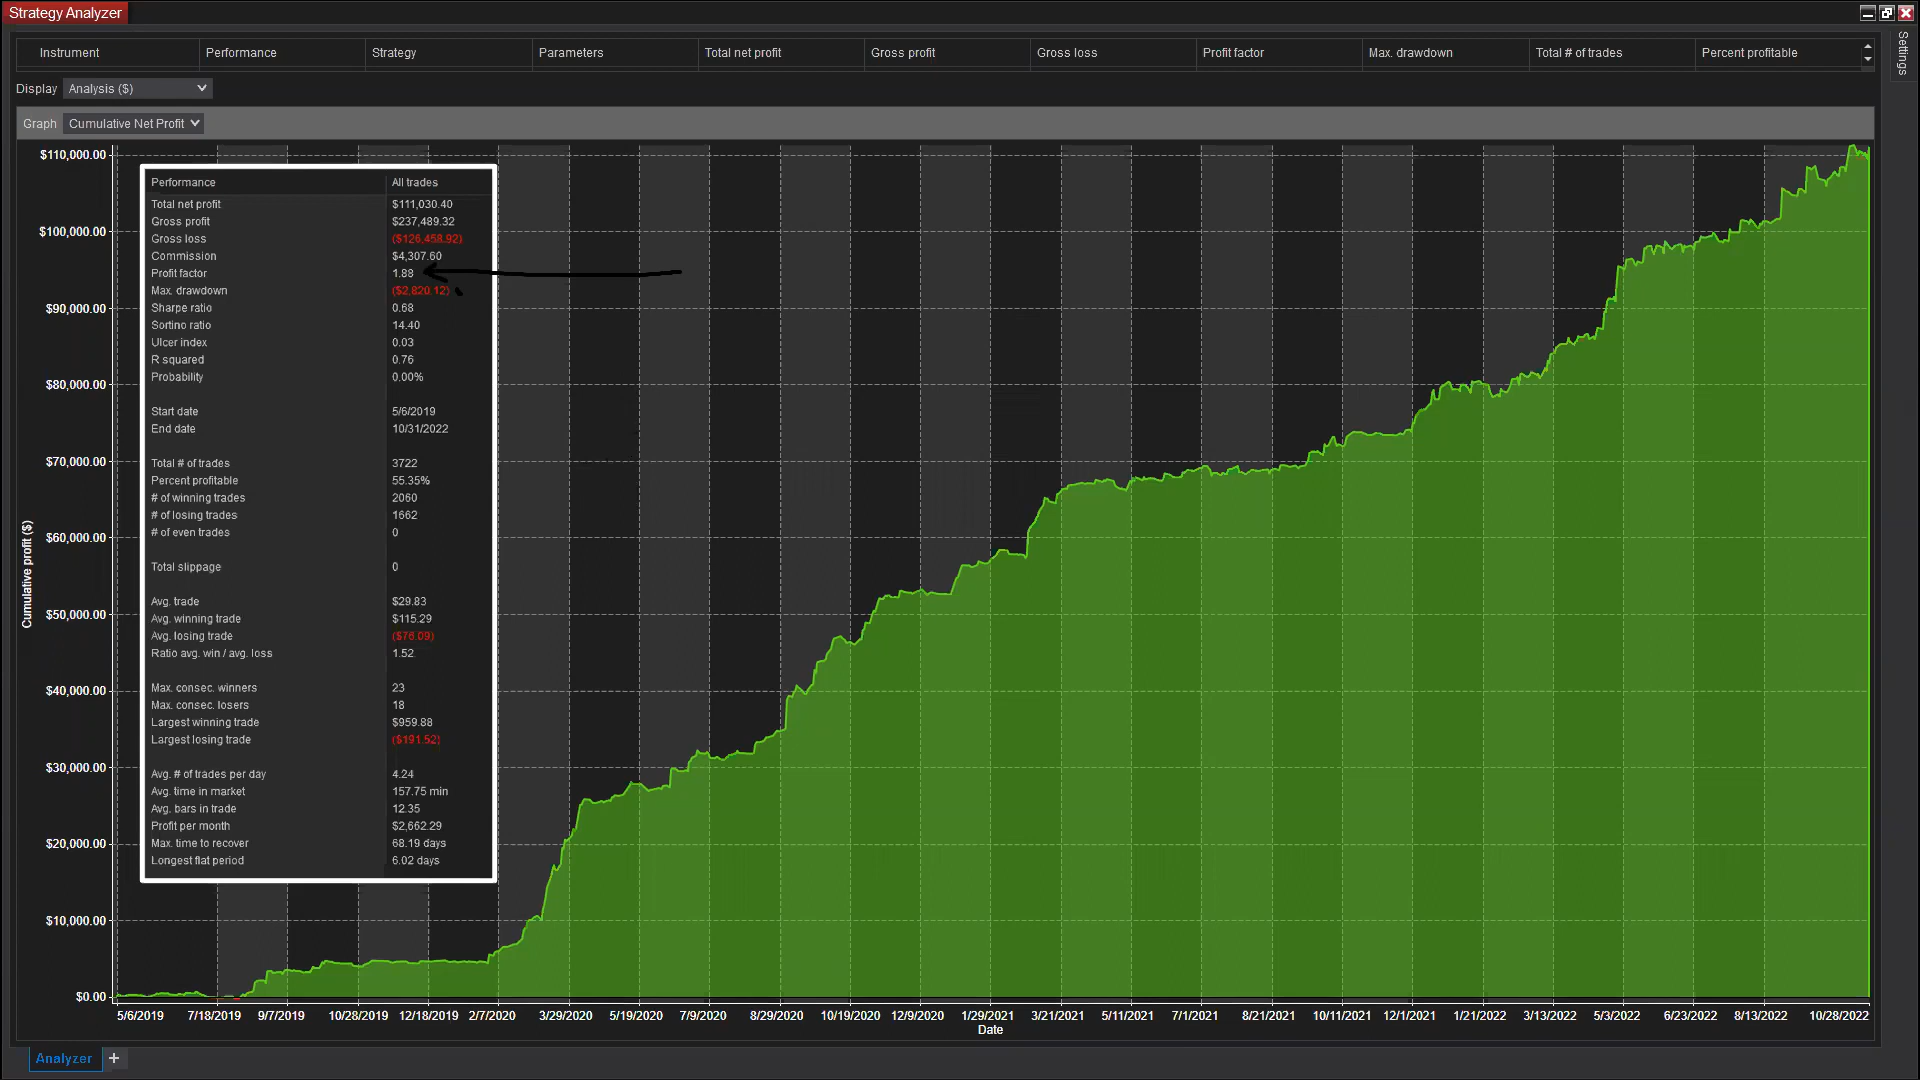 Strategy Analyzer
Settings
Instrument Performance Strategy Parameters Total net profit Gross profit Gross loss Profit factor Max. drawdown Total # of trades Percent profitable
Display Analysis ($)
Graph Cumulative Net Profit
Performance All trades
Total net profit $111,030.40
Gross profit $237,489.32
Gross loss ($126,458.92)
Commission $4,307.60
Profit factor 1.88
Max. drawdown ($2,820.12)
Sharpe ratio 0.68
Sortino ratio 14.40
Ulcer index 0.03
R squared 0.76
Probability 0.00%
Start date 5/6/2019
End date 10/31/2022
Total # of trades 3722
Percent profitable 55.35%
# of winning trades 2060
# of losing trades 1662
# of even trades 0
Total slippage 0
Avg. trade $29.83
Avg. winning trade $115.29
Avg. losing trade ($76.09)
Ratio avg. win / avg. loss 1.52
Max. consec. winners 23
Max. consec. losers 18
Largest winning trade $959.88
Largest losing trade ($191.52)
Avg. # of trades per day 4.24
Avg. time in market 157.75 min
Avg. bars in trade 12.35
Profit per month $2,662.29
Max. time to recover 68.19 days
Longest flat period 6.02 days
Cumulative profit ($)
$110,000.00
$100,000.00
$90,000.00
$80,000.00
$70,000.00
$60,000.00
$50,000.00
$40,000.00
$30,000.00
$20,000.00
$10,000.00
$0.00
5/6/2019 7/18/2019 9/7/2019 10/28/2019 12/18/2019 2/7/2020 3/29/2020 5/19/2020 7/9/2020 8/29/2020 10/19/2020 12/9/2020 1/29/2021 3/21/2021 5/11/2021 7/1/2021 8/21/2021 10/11/2021 12/1/2021 1/21/2022 3/13/2022 5/3/2022 6/23/2022 8/13/2022 10/28/2022
Date
Analyzer +